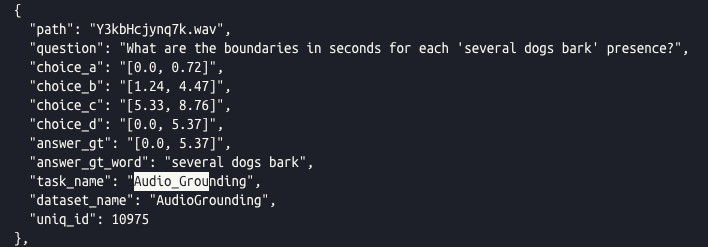 {
"path": "Y3kbHcjynq7k.wav",
"question": "What are the boundaries in seconds for each 'several dogs bark' presence?",
"choice_a": "[0.0, 0.72]",
"choice_b": "[1.24, 4.47]",
"choice_c": "[5.33, 8.76]",
"choice_d": "[0.0, 5.37]",
"answer_gt": "[0.0, 5.37]",
"answer_gt_word": "several dogs bark",
"task_name": "Audio_Grounding",
"dataset_name": "AudioGrounding",
"uniq_id": 10975
},